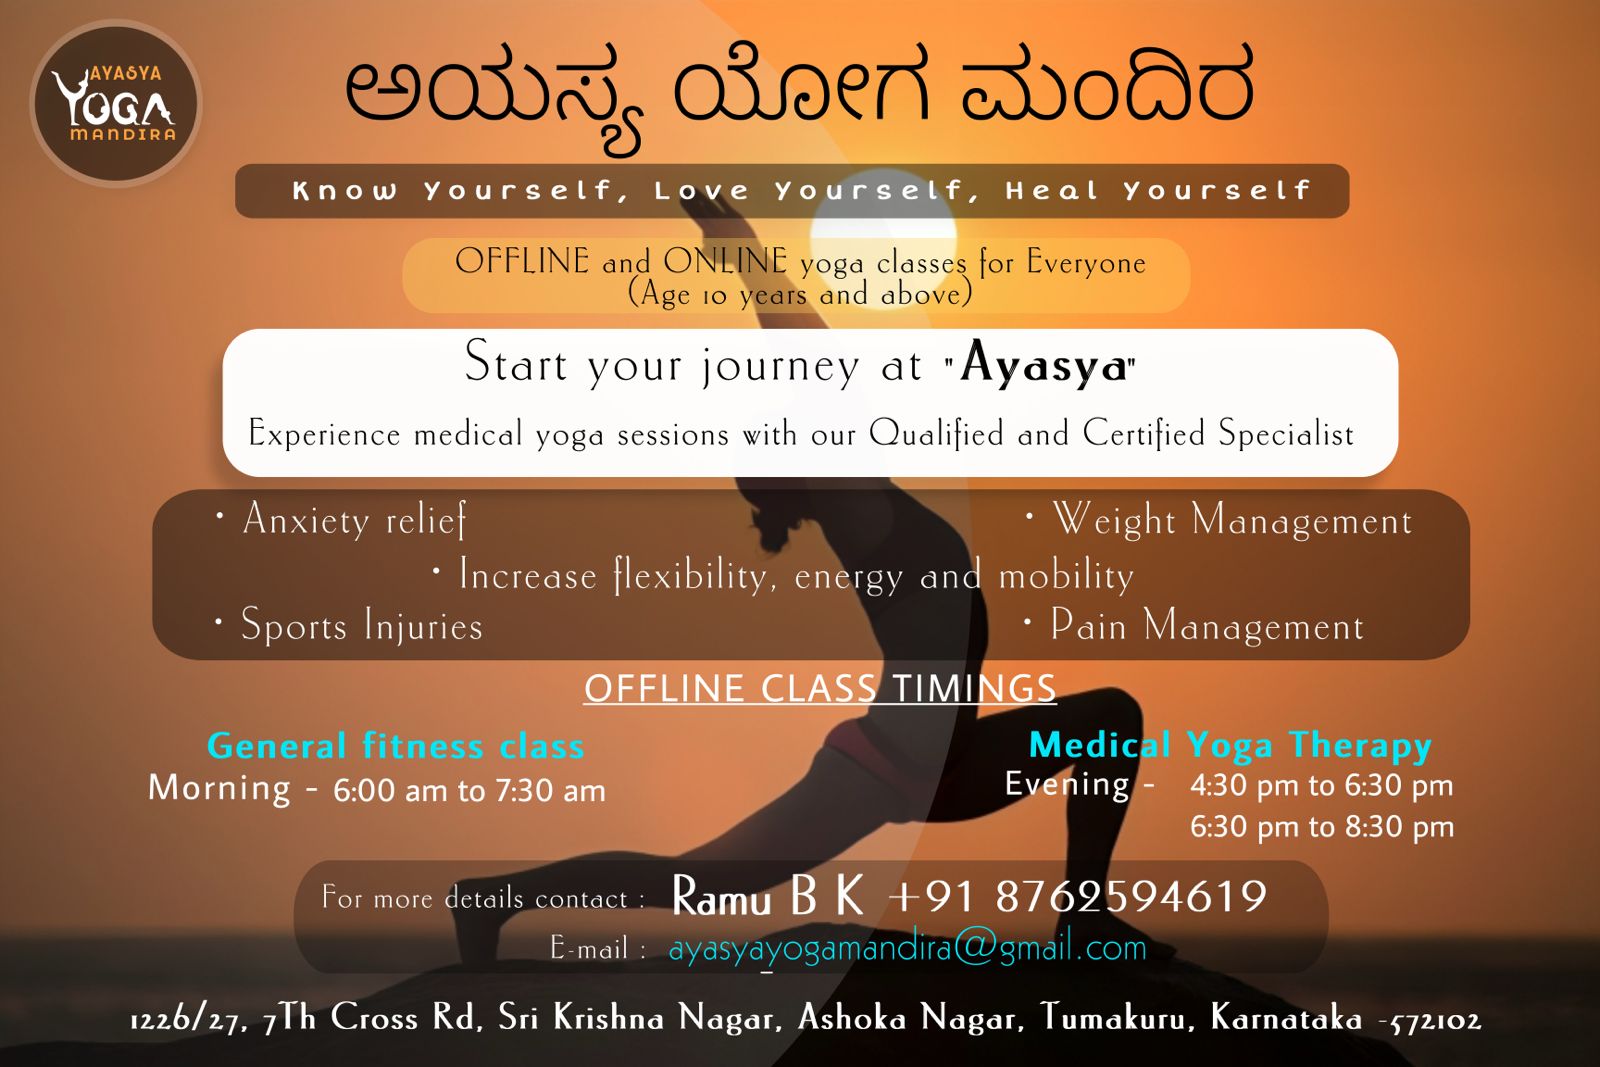 AYASYA
YOGA
MANDIRA
ಅಯಸ್ಯ ಯೋಗ ಮಂದಿರ
Know Yourself, Love Yourself, Heal Yourself
OFFLINE and ONLINE yoga classes for Everyone
(Age 10 years and above)
Start your journey at "Ayasya"
Experience medical yoga sessions with our Qualified and Certified Specialist
• Anxiety relief
• Weight Management
• Increase flexibility, energy and mobility
• Sports Injuries
• Pain Management
OFFLINE CLASS TIMINGS
General fitness class
Morning - 6:00 am to 7:30 am
Medical Yoga Therapy
Evening - 4:30 pm to 6:30 pm
6:30 pm to 8:30 pm
For more details contact : Ramu B K +91 8762594619
E-mail : ayasyayogamandira@gmail.com
1226/27, 7Th Cross Rd, Sri Krishna Nagar, Ashoka Nagar, Tumakuru, Karnataka -572102